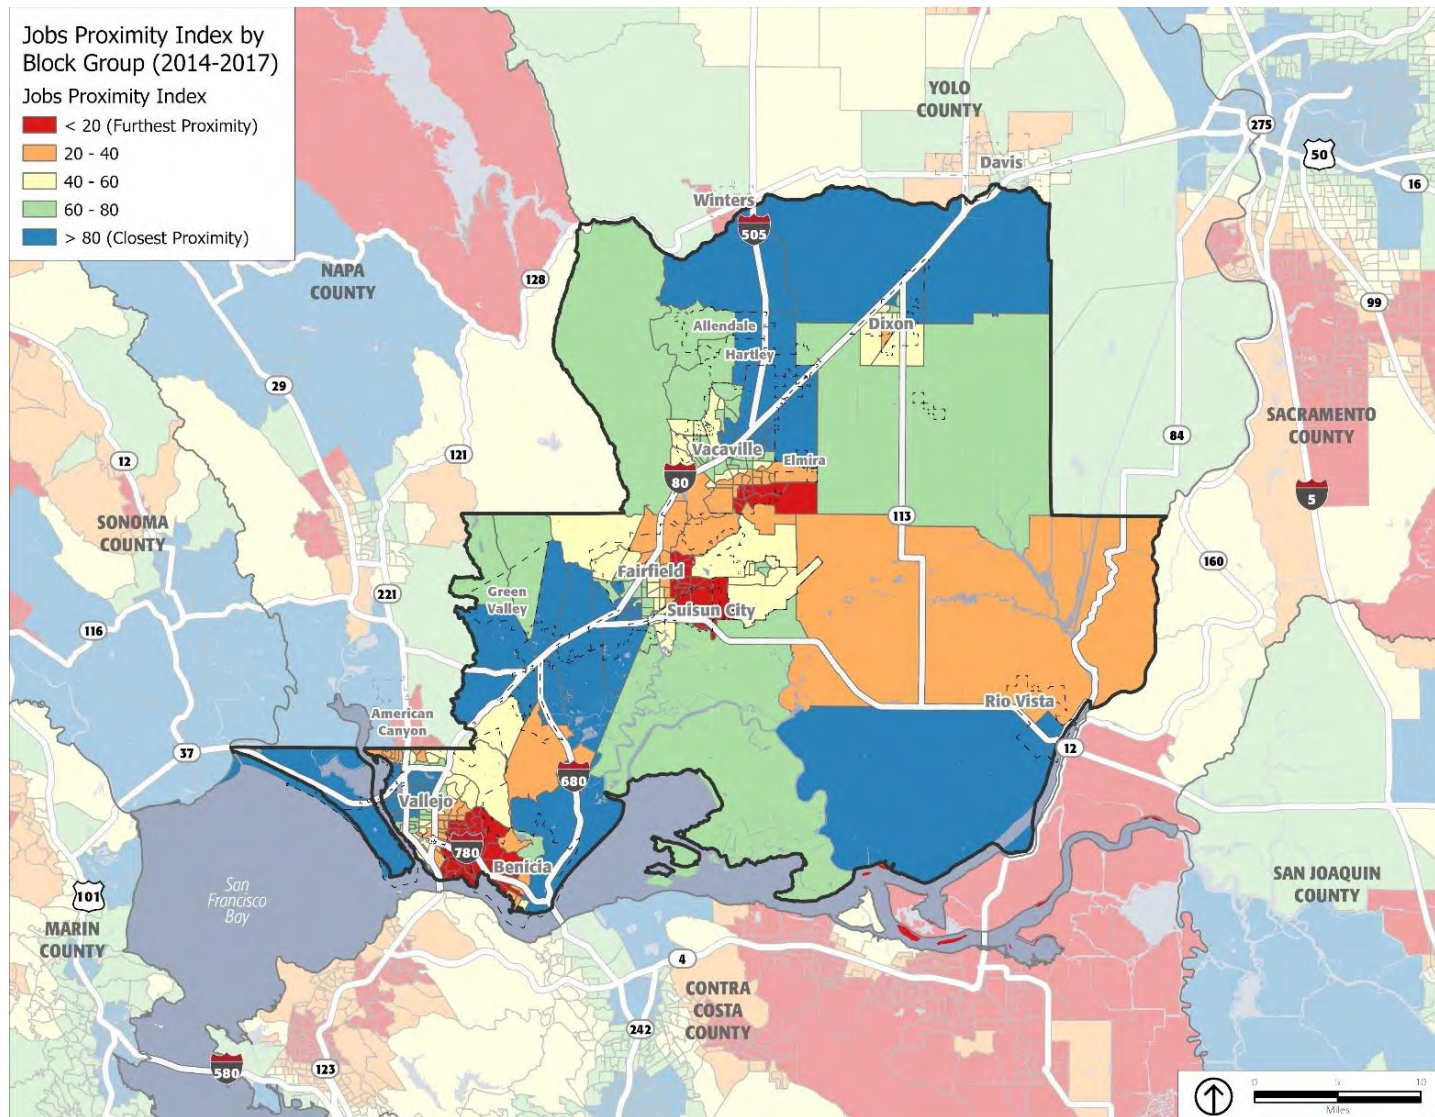 Jobs Proximity Index by
Block Group (2014-2017)
Jobs Proximity Index
< 20 (Furthest Proximity)
20 - 40
40 - 60
60 - 80
> 80 (Closest Proximity)
YOLO
COUNTY
275
50
16
Davis
Winters
505
NAPA
COUNTY
128
99
Allendale
Dixon
Hartley
29
SACRAMENTO
COUNTY
84
12
121
Vacaville
Elmira
80
5
SONOMA
COUNTY
113
160
Fairfield
Green
Valley
221
Suisun City
116
Rio Vista
American
Canyon
12
37
680
Vallejo
780
Benicia
San
Francisco
Bay
101
MARIN
COUNTY
SAN JOAQUIN
COUNTY
4
CONTRA
COSTA
COUNTY
242
580
123
0
5
10
Miles